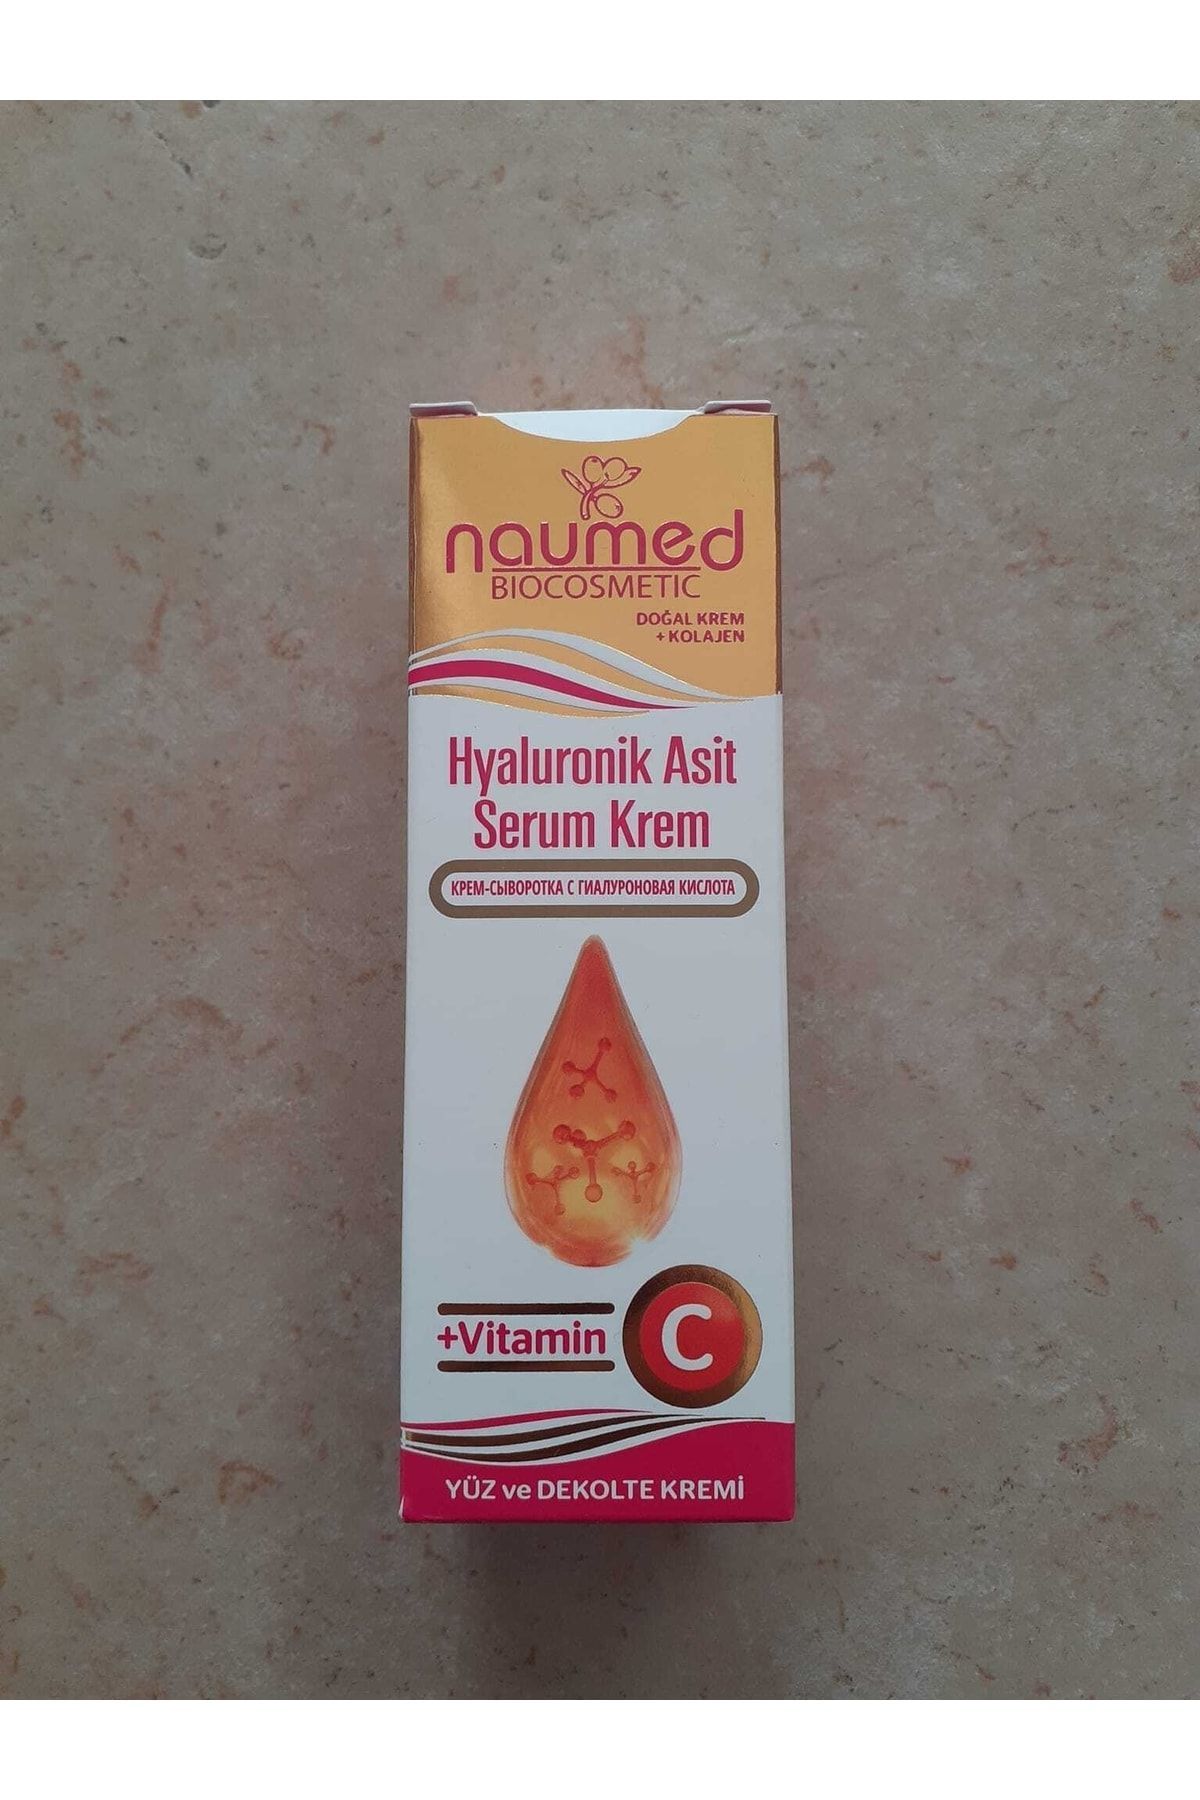 naumed
BIOCOSMETIC
DOĞAL KREM
+ KOLAJEN
Hyaluronik Asit
Serum Krem
КРЕМ-СЫВОРОТКА С ГИАЛУРОНОВАЯ КИСЛОТА
+Vitamin C
YÜZ ve DEKOLTE KREMİ